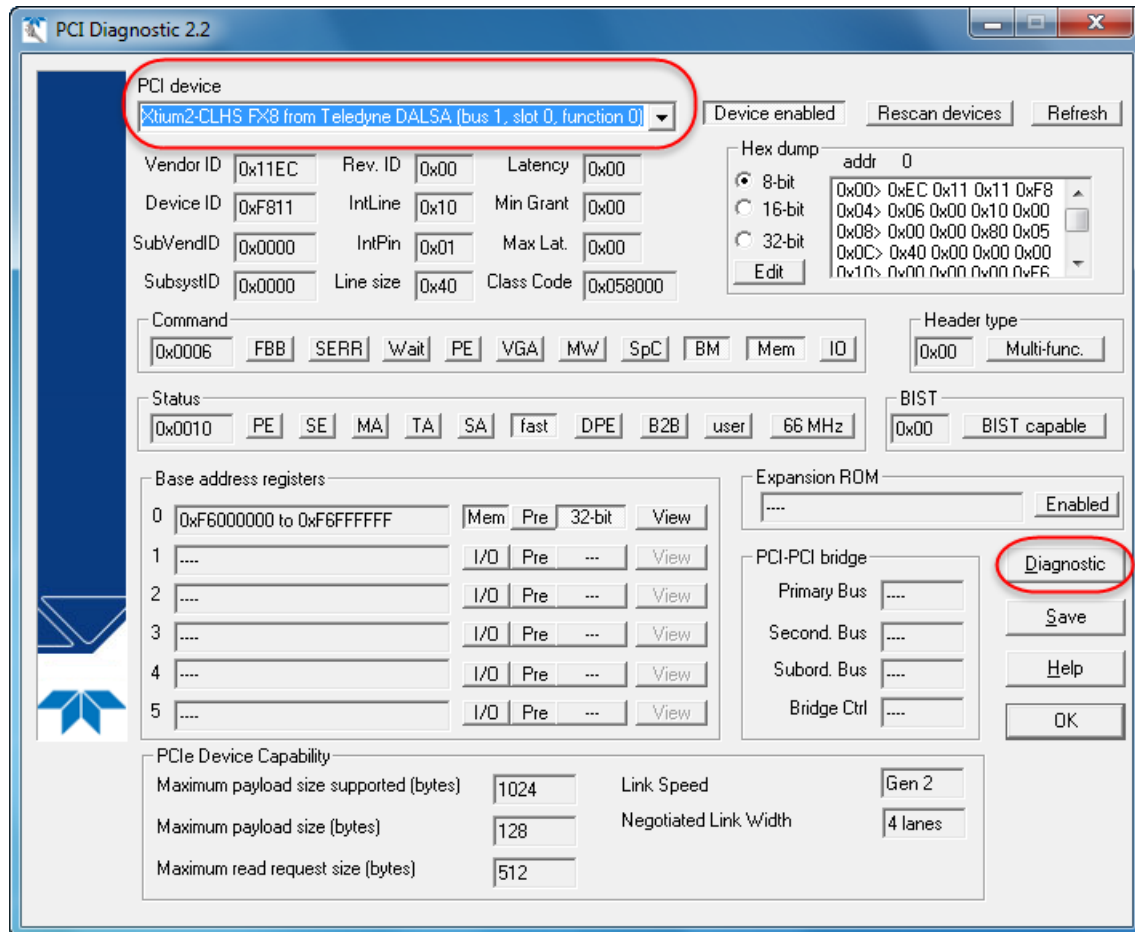 PCI Diagnostic 2.2
PCI device
Xtium2-CLHS FX8 from Teledyne DALSA (bus 1, slot 0, function 0)
Device enabled
Rescan devices
Refresh
Vendor ID 0x11EC Rev. ID 0x00 Latency 0x00
Device ID 0xF811 IntLine 0x10 Min Grant 0x00
SubVendID 0x0000 IntPin 0x01 Max Lat. 0x00
SubsystID 0x0000 Line size 0x40 Class Code 0x058000
Hex dump
addr 0
8-bit
16-bit
32-bit
Edit
0x00> 0xEC 0x11 0x11 0xF8
0x04> 0x06 0x00 0x10 0x00
0x08> 0x00 0x00 0x80 0x05
0x0C> 0x40 0x00 0x00 0x00
0x10> 0x00 0x00 0x00 0xF6
Command
0x0006 FBB SERR Wait PE VGA MW SpC BM Mem IO
Header type
0x00 Multi-func.
Status
0x0010 PE SE MA TA SA fast DPE B2B user 66 MHz
BIST
0x00 BIST capable
Base address registers
0 0xF6000000 to 0xF6FFFFFF Mem Pre 32-bit View
1 ---- I/O Pre --- View
2 ---- I/O Pre --- View
3 ---- I/O Pre --- View
4 ---- I/O Pre --- View
5 ---- I/O Pre --- View
Expansion ROM
---- Enabled
PCI-PCI bridge
Primary Bus ----
Second. Bus ----
Subord. Bus ----
Bridge Ctrl ----
Diagnostic
Save
Help
OK
PCIe Device Capability
Maximum payload size supported (bytes) 1024 Link Speed Gen 2
Maximum payload size (bytes) 128 Negotiated Link Width 4 lanes
Maximum read request size (bytes) 512